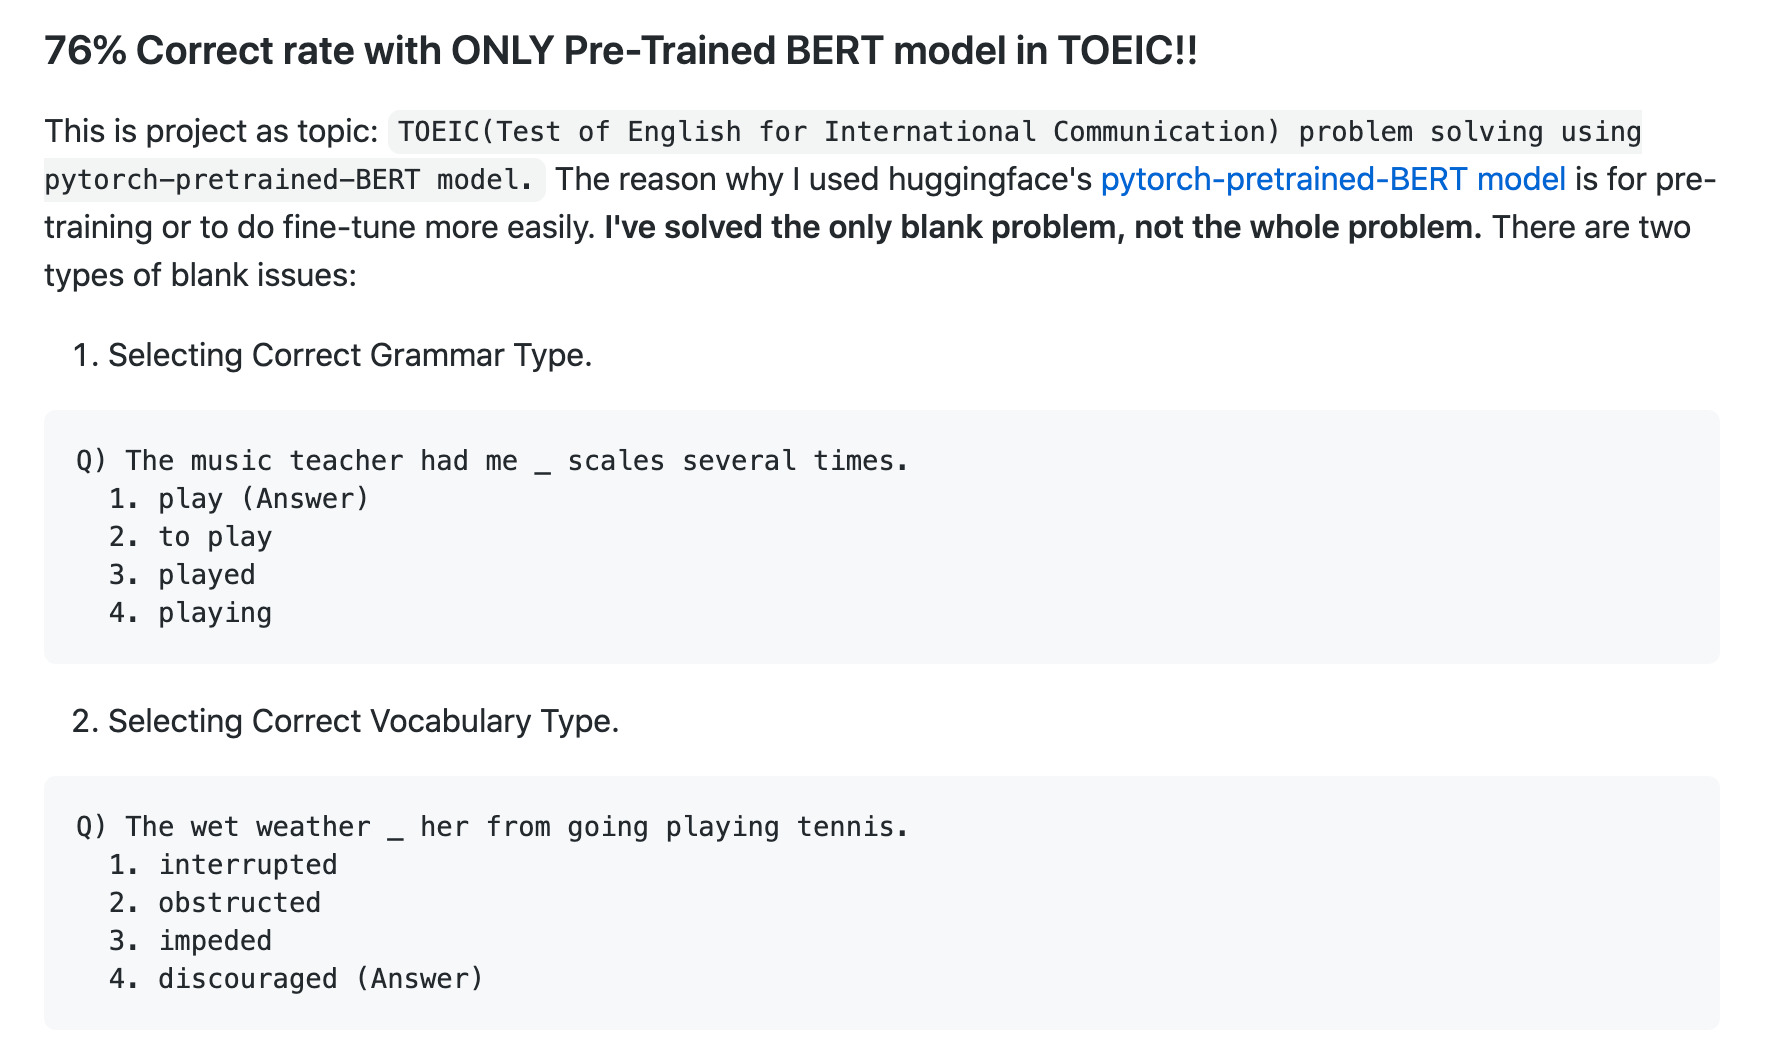 76% Correct rate with ONLY Pre-Trained BERT model in TOEIC!!
This is project as topic: TOEIC(Test of English for International Communication) problem solving using
pytorch-pretrained-BERT model. The reason why I used huggingface's pytorch-pretrained-BERT model is for pre-
training or to do fine-tune more easily. I've solved the only blank problem, not the whole problem. There are two
types of blank issues:
1. Selecting Correct Grammar Type.
Q) The music teacher had me _ scales several times.
1. play (Answer)
2. to play
3. played
4. playing
2. Selecting Correct Vocabulary Type.
Q) The wet weather _ her from going playing tennis.
1. interrupted
2. obstructed
3. impeded
4. discouraged (Answer)